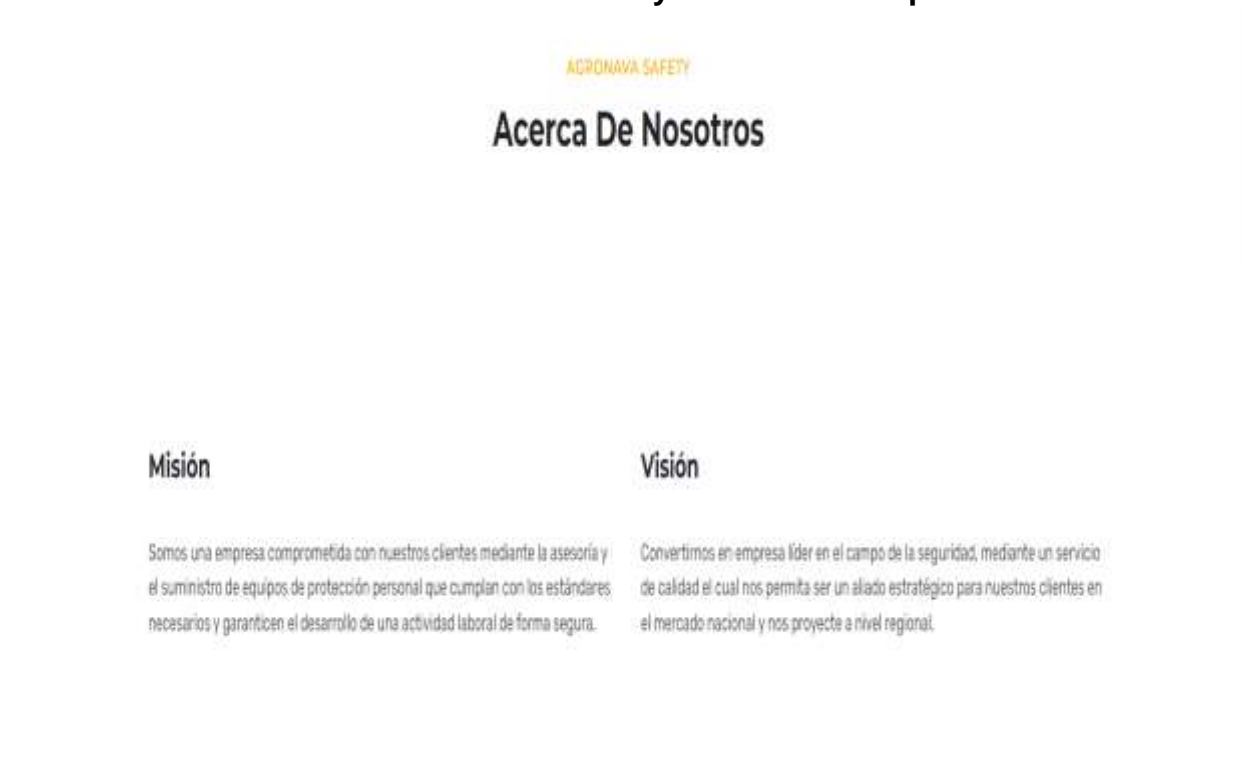 AGRONAVA SAFETY
Acerca De Nosotros
Misión
Somos una empresa comprometida con nuestros clientes mediante la asesoría y
el suministro de equipos de protección personal que cumplan con los estándares
necesarios y garanticen el desarrollo de una actividad laboral de forma segura.
Visión
Convertirnos en empresa líder en el campo de la seguridad, mediante un servicio
de calidad el cual nos permita ser un aliado estratégico para nuestros clientes en
el mercado nacional y nos proyecte a nivel regional.